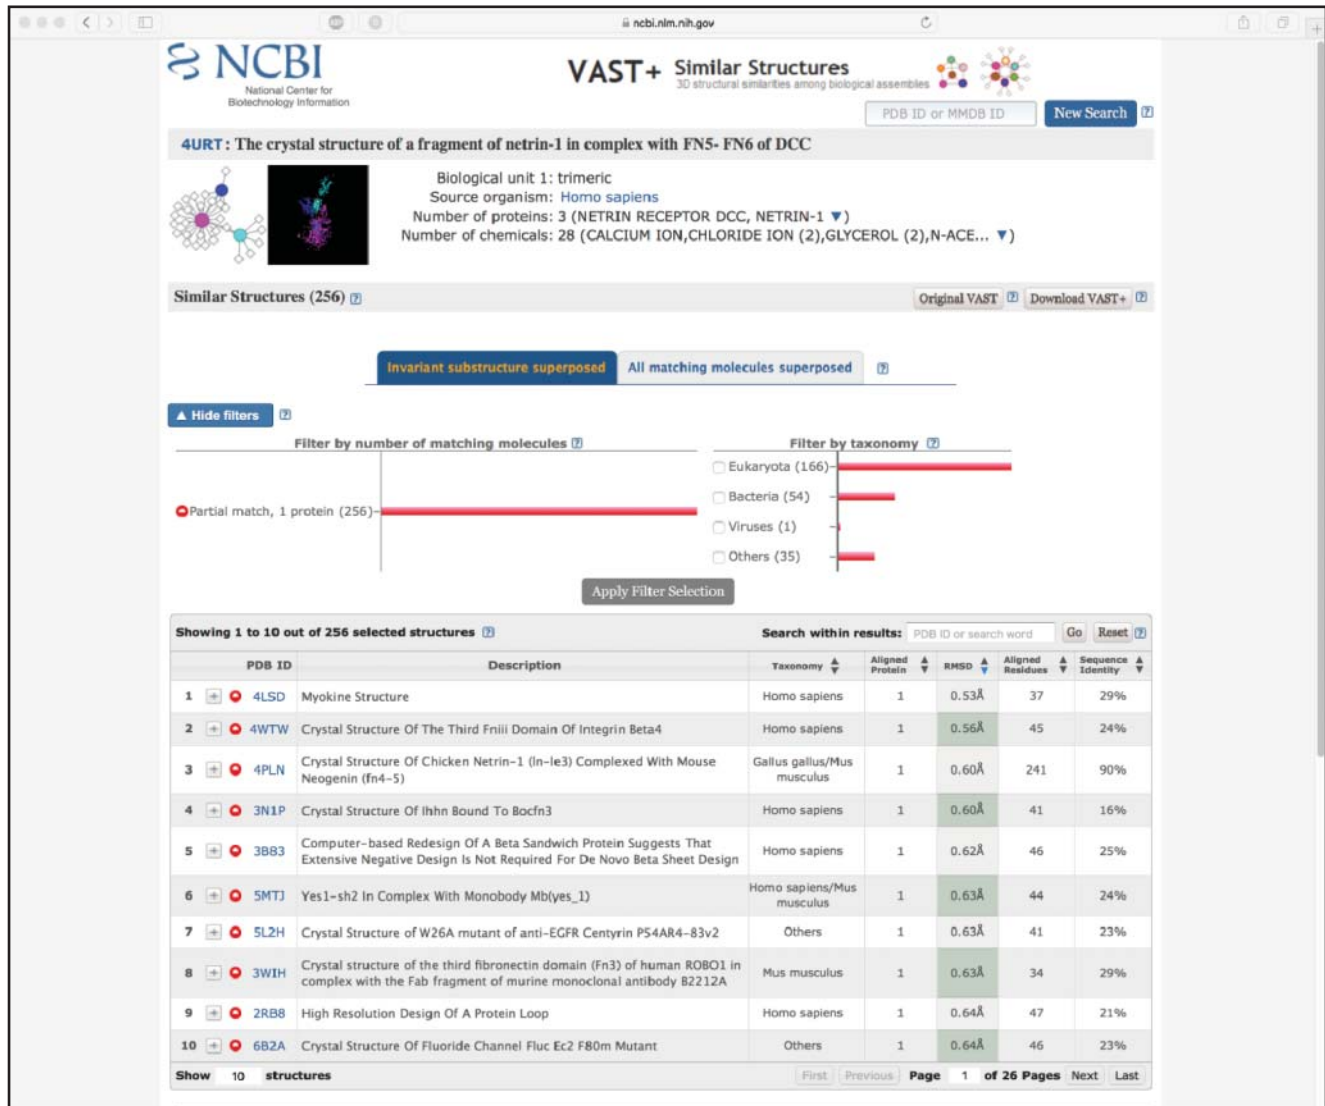 ncbi.nlm.nih.gov
NCBI
National Center for
Biotechnology Information
VAST+ Similar Structures
3D structural similarities among biological assembles
PDB ID or MMDB ID New Search ?
4URT: The crystal structure of a fragment of netrin-1 in complex with FN5- FN6 of DCC
Biological unit 1: trimeric
Source organism: Homo sapiens
Number of proteins: 3 (NETRIN RECEPTOR DCC, NETRIN-1 ▼)
Number of chemicals: 28 (CALCIUM ION,CHLORIDE ION (2),GLYCEROL (2),N-ACE... ▼)
Similar Structures (256) ? Original VAST ? Download VAST+ ?
Invariant substructure superposed All matching molecules superposed ?
▲ Hide filters ?
Filter by number of matching molecules ? Filter by taxonomy ?
Eukaryota (166)
Bacteria (54)
Partial match, 1 protein (256)
Viruses (1)
Others (35)
Apply Filter Selection
Showing 1 to 10 out of 256 selected structures ? Search within results: PDB ID or search word Go Reset ?
PDB ID Description Taxonomy Aligned Protein RMSD Aligned Residues Sequence Identity
1 + 4LSD Myokine Structure Homo sapiens 1 0.53Å 37 29%
2 + 4WTW Crystal Structure Of The Third Fniii Domain Of Integrin Beta4 Homo sapiens 1 0.56Å 45 24%
3 + 4PLN Crystal Structure Of Chicken Netrin-1 (ln-le3) Complexed With Mouse Neogenin (fn4-5) Gallus gallus/Mus musculus 1 0.60Å 241 90%
4 + 3N1P Crystal Structure Of Ihhn Bound To Bocfn3 Homo sapiens 1 0.60Å 41 16%
5 + 3B83 Computer-based Redesign Of A Beta Sandwich Protein Suggests That Extensive Negative Design Is Not Required For De Novo Beta Sheet Design Homo sapiens 1 0.62Å 46 25%
6 + 5MTJ Yes1-sh2 In Complex With Monobody Mb(yes_1) Homo sapiens/Mus musculus 1 0.63Å 44 24%
7 + 5L2H Crystal Structure of W26A mutant of anti-EGFR Centyrin P54AR4-83v2 Others 1 0.63Å 41 23%
8 + 3WIH Crystal structure of the third fibronectin domain (Fn3) of human ROBO1 in complex with the Fab fragment of murine monoclonal antibody B2212A Mus musculus 1 0.63Å 34 29%
9 + 2RB8 High Resolution Design Of A Protein Loop Homo sapiens 1 0.64Å 47 21%
10 + 6B2A Crystal Structure Of Fluoride Channel Fluc Ec2 F80m Mutant Others 1 0.64Å 46 23%
Show 10 structures First Previous Page 1 of 26 Pages Next Last